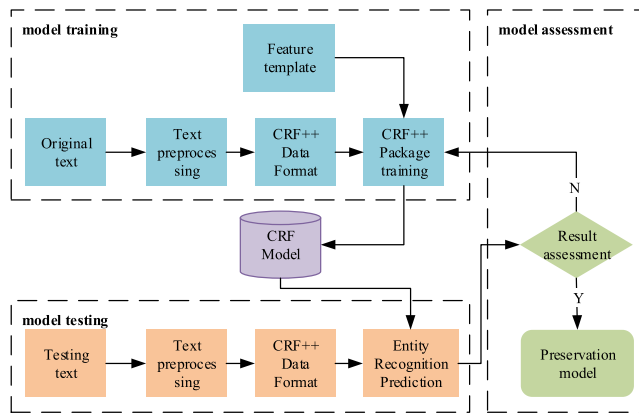 model training
Feature
template
Original
text
Text
preproces
sing
CRF++
Data
Format
CRF++
Package
training
CRF
Model
model testing
Testing
text
Text
preproces
sing
CRF++
Data
Format
Entity
Recognition
Prediction
model assessment
N
Result
assessment
Y
Preservation
model